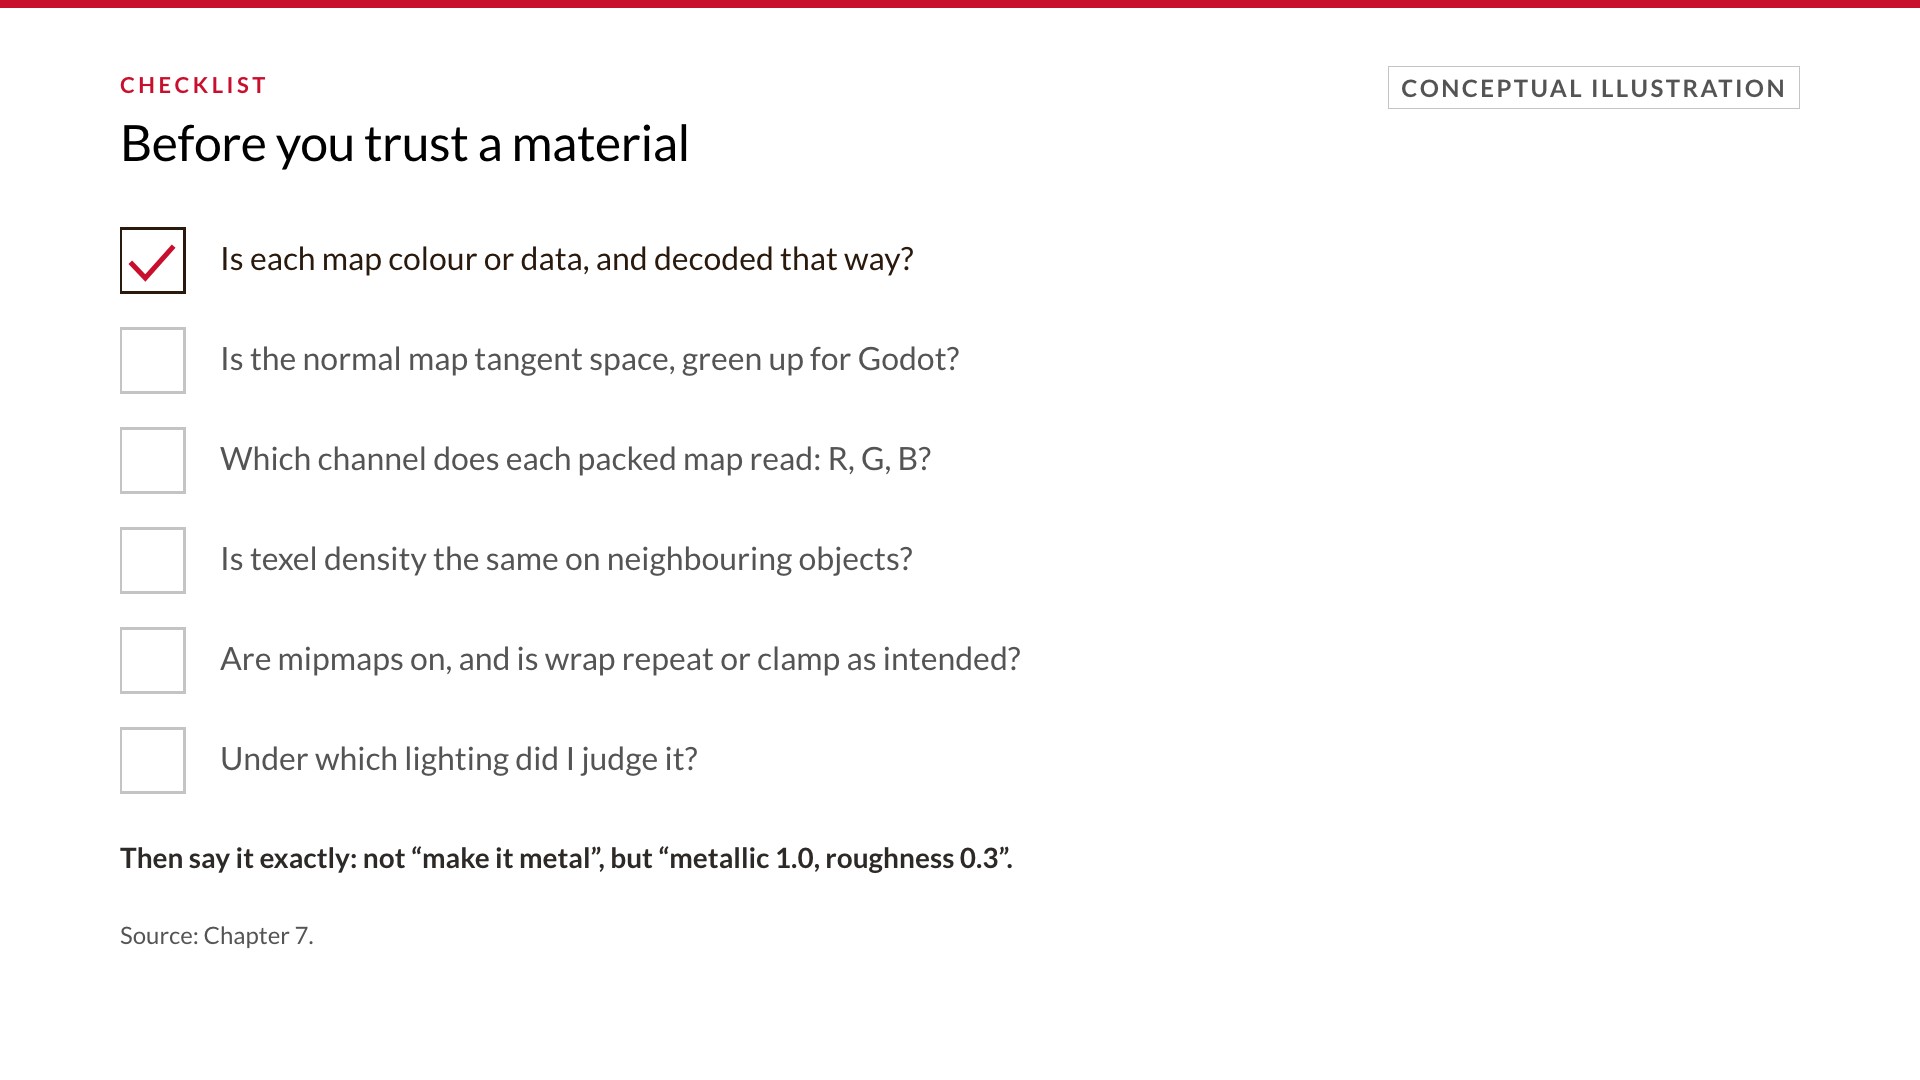 CHECKLIST
CONCEPTUAL ILLUSTRATION
Before you trust a material
Is each map colour or data, and decoded that way?
Is the normal map tangent space, green up for Godot?
Which channel does each packed map read: R, G, B?
Is texel density the same on neighbouring objects?
Are mipmaps on, and is wrap repeat or clamp as intended?
Under which lighting did I judge it?
Then say it exactly: not “make it metal”, but “metallic 1.0, roughness 0.3”.
Source: Chapter 7.